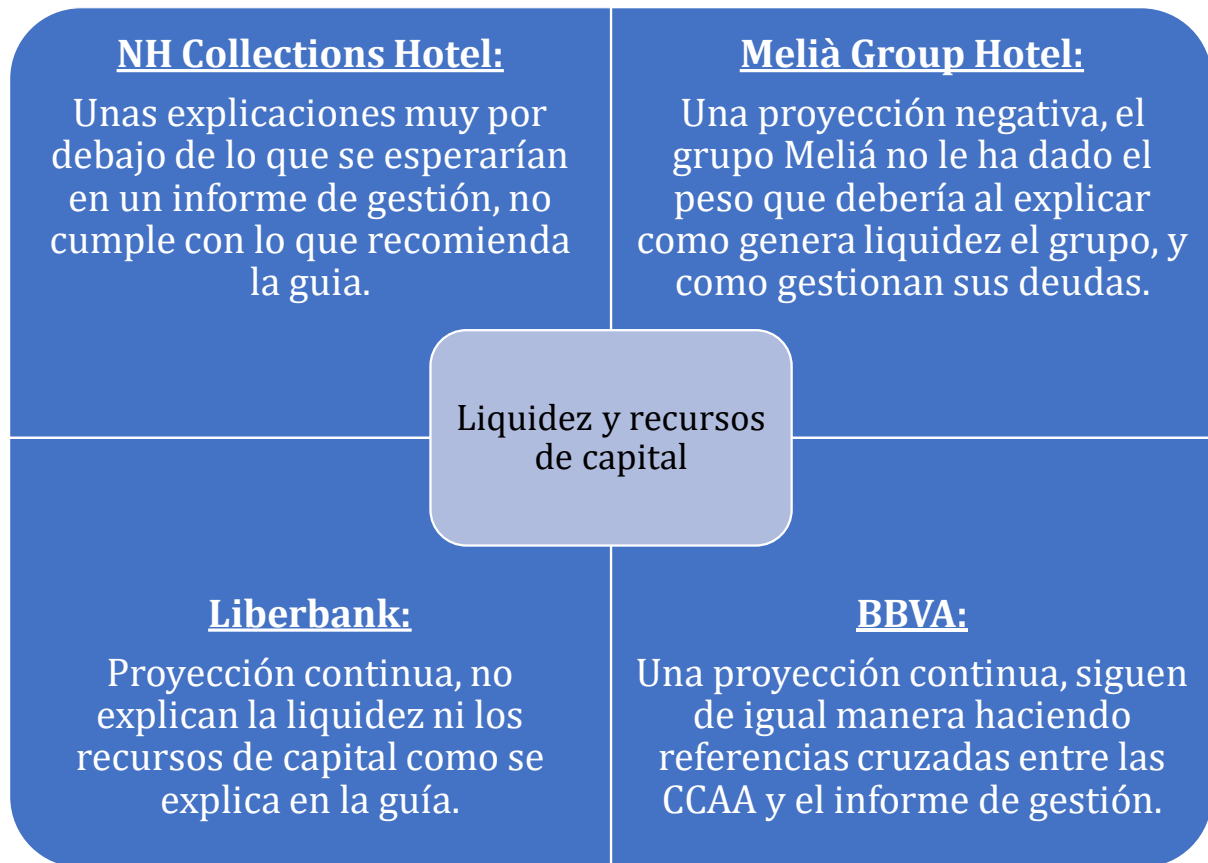 NH Collections Hotel:
Unas explicaciones muy por
debajo de lo que se esperarían
en un informe de gestión, no
cumple con lo que recomienda
la guia.
Melià Group Hotel:
Una proyección negativa, el
grupo Meliá no le ha dado el
peso que debería al explicar
como genera liquidez el grupo, y
como gestionan sus deudas.
Liquidez y recursos
de capital
Liberbank:
Proyección continua, no
explican la liquidez ni los
recursos de capital como se
explica en la guía.
BBVA:
Una proyección continua, siguen
de igual manera haciendo
referencias cruzadas entre las
CCAA y el informe de gestión.